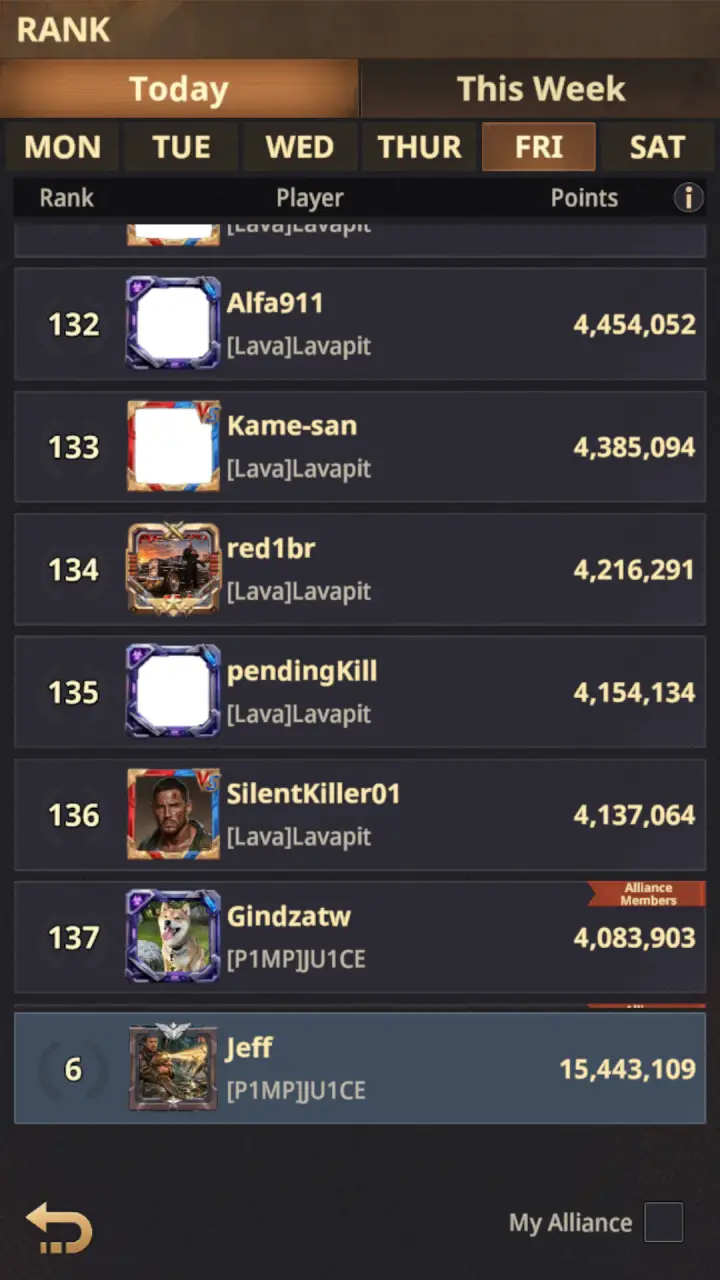 RANK
Today This Week
MON TUE WED THUR FRI SAT
Rank Player Points
[Lava]Lavapit
132 Alfa911 4,454,052
[Lava]Lavapit
133 Kame-san 4,385,094
[Lava]Lavapit
134 red1br 4,216,291
[Lava]Lavapit
135 pendingKill 4,154,134
[Lava]Lavapit
136 SilentKiller01 4,137,064
[Lava]Lavapit
Alliance
Members
137 Gindzatw 4,083,903
[P1MP]JU1CE
6 Jeff 15,443,109
[P1MP]JU1CE
My Alliance